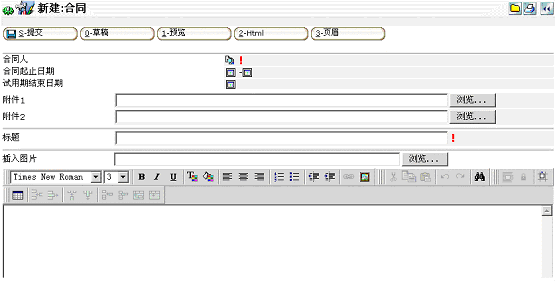 新建:合同
S-提交 0-草稿 1-预览 2-Html 3-页眉
合同人 !
合同起止日期 -
试用期结束日期
附件1 浏览...
附件2 浏览...
标题 !
插入图片 浏览...
Times New Roman 3 B I U